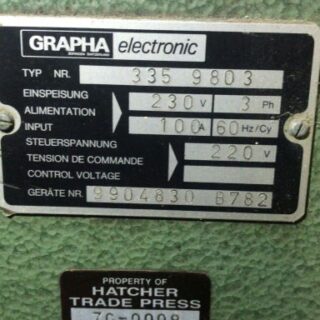 GRAPHA electronic
TYP NR. 335 9803
EINSPEISUNG 230 V 3 Ph
ALIMENTATION
INPUT 100 A 60 Hz/Cy
STEUERSPANNUNG 220 V
TENSION DE COMMANDE
CONTROL VOLTAGE
GERÄTE NR. 9904830 8782
PROPERTY OF
HATCHER
TRADE PRESS